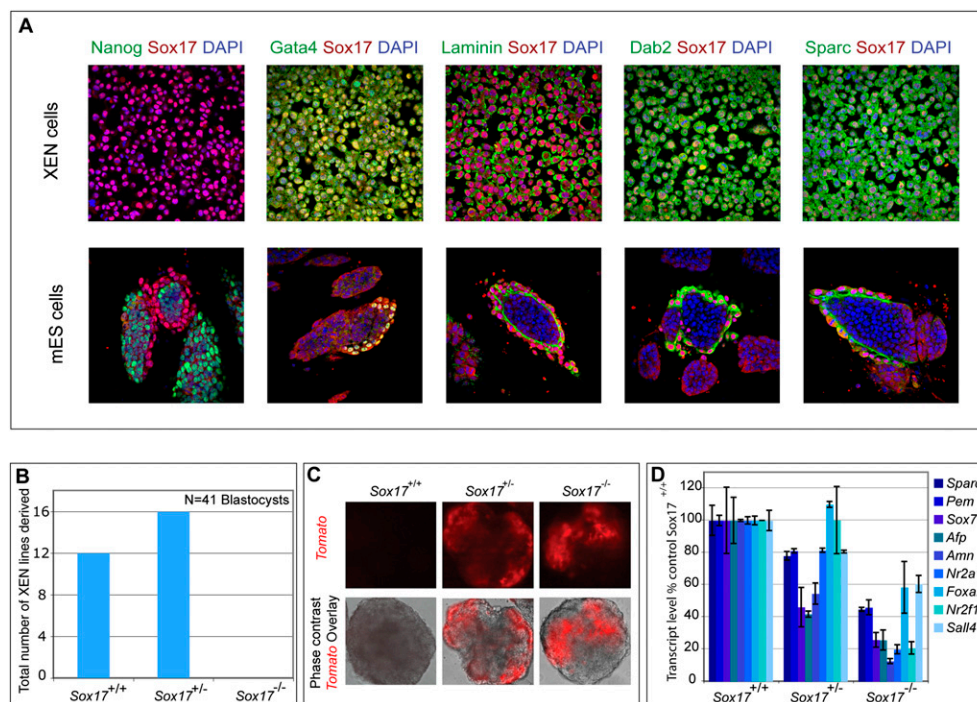 A
Nanog Sox17 DAPI
Gata4 Sox17 DAPI
Laminin Sox17 DAPI
Dab2 Sox17 DAPI
Sparc Sox17 DAPI
XEN cells
mES cells
B
N=41 Blastocysts
Total number of XEN lines derived
16
12
8
4
0
Sox17+/+
Sox17+/-
Sox17-/-
C
Sox17+/+
Sox17+/-
Sox17-/-
Tomato
Phase contrast
Tomato Overlay
D
Transcript level % control Sox17+/+
120
100
80
60
40
20
0
Sox17+/+
Sox17+/-
Sox17-/-
Sparc
Pem
Sox7
Afp
Amn
Nr2a
Foxa
Nr2f1
Sall4